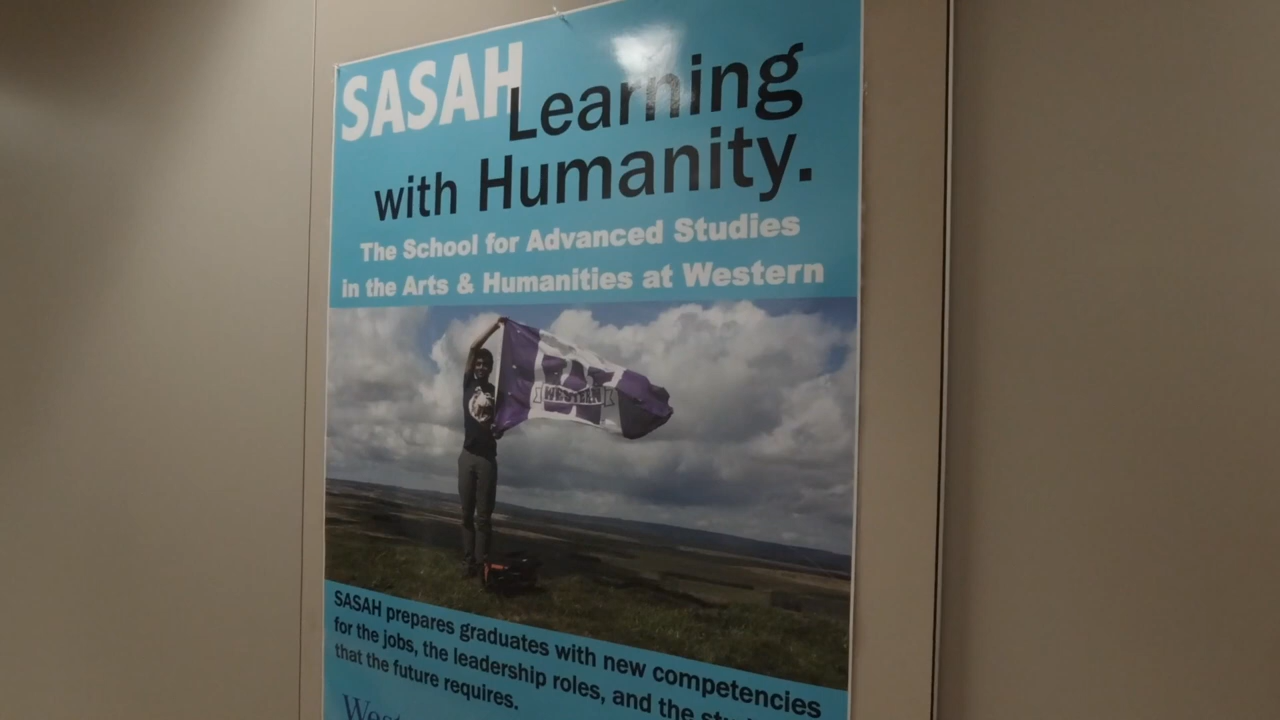 SASAH Learning
with Humanity.
The School for Advanced Studies
in the Arts & Humanities at Western
WESTERN
SASAH prepares graduates with new competencies
for the jobs, the leadership roles, and the
that the future requires.